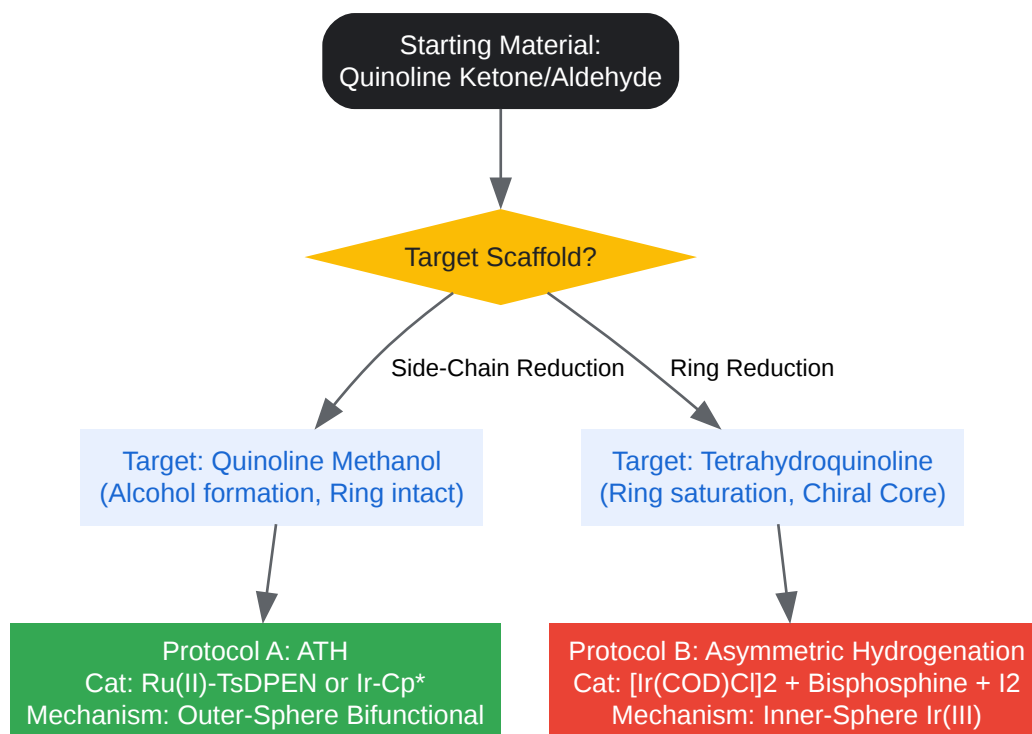 Starting Material:
Quinoline Ketone/Aldehyde
Target Scaffold?
Side-Chain Reduction
Ring Reduction
Target: Quinoline Methanol
(Alcohol formation, Ring intact)
Target: Tetrahydroquinoline
(Ring saturation, Chiral Core)
Protocol A: ATH
Cat: Ru(II)-TsDPEN or Ir-Cp*
Mechanism: Outer-Sphere Bifunctional
Protocol B: Asymmetric Hydrogenation
Cat: [Ir(COD)Cl]2 + Bisphosphine + I2
Mechanism: Inner-Sphere Ir(III)